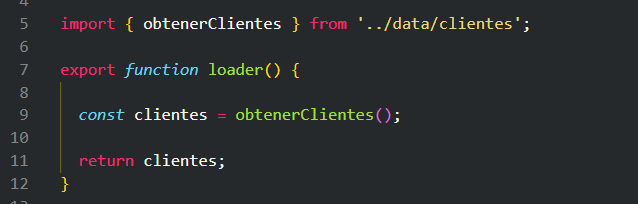 4
5 import { obtenerClientes } from '../data/clientes';
6
7 export function loader() {
8
9 const clientes = obtenerClientes();
10
11 return clientes;
12 }
13